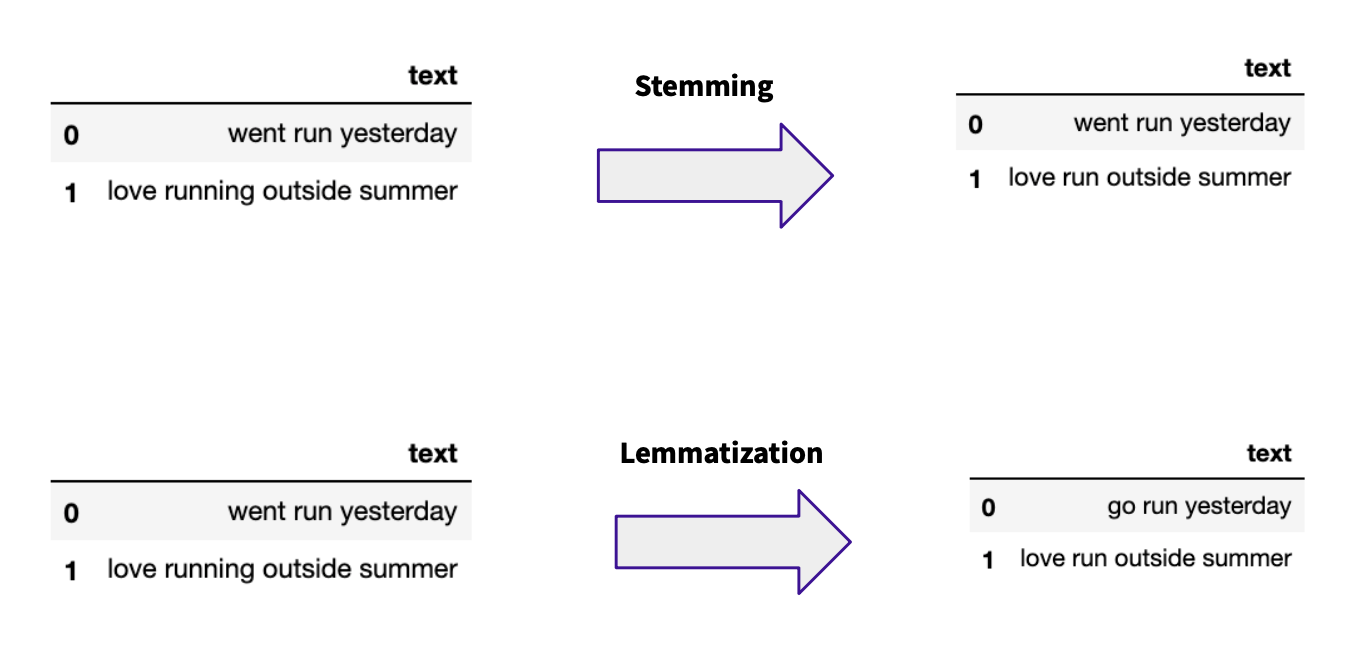 text
Stemming
text
0 went run yesterday
0 went run yesterday
1 love running outside summer
1 love run outside summer
text
Lemmatization
text
0 went run yesterday
0 go run yesterday
1 love running outside summer
1 love run outside summer